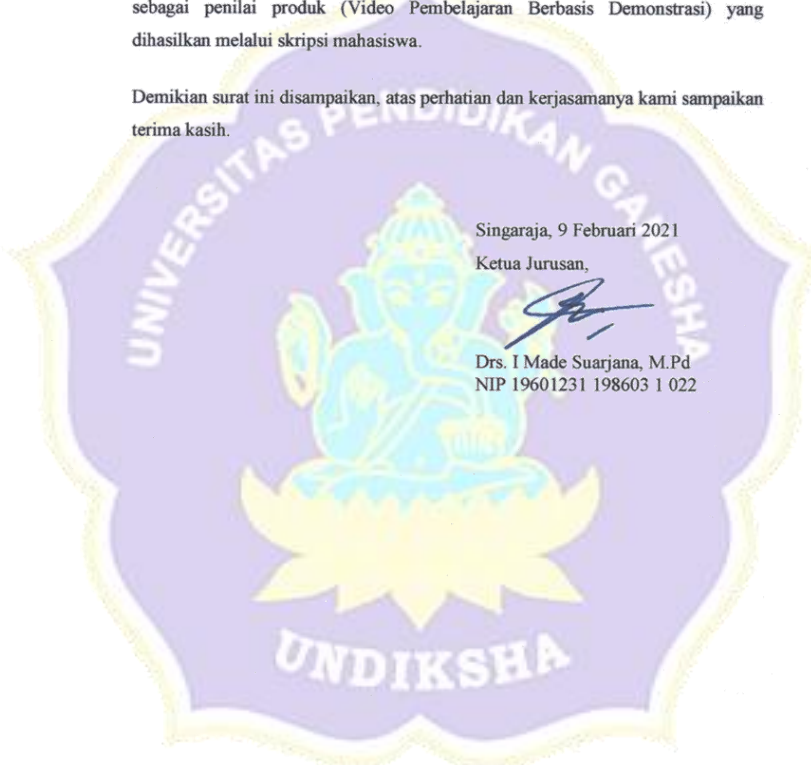 sebagai penilai produk (Video Pembelajaran Berbasis Demonstrasi) yang
dihasilkan melalui skripsi mahasiswa.
Demikian surat ini disampaikan, atas perhatian dan kerjasamanya kami sampaikan
terima kasih.
UNIVERSITAS PENDIDIKAN GANESHA
Singaraja, 9 Februari 2021
Ketua Jurusan,
Drs. I Made Suarjana, M.Pd
NIP 19601231 198603 1 022
UNDIKSHA